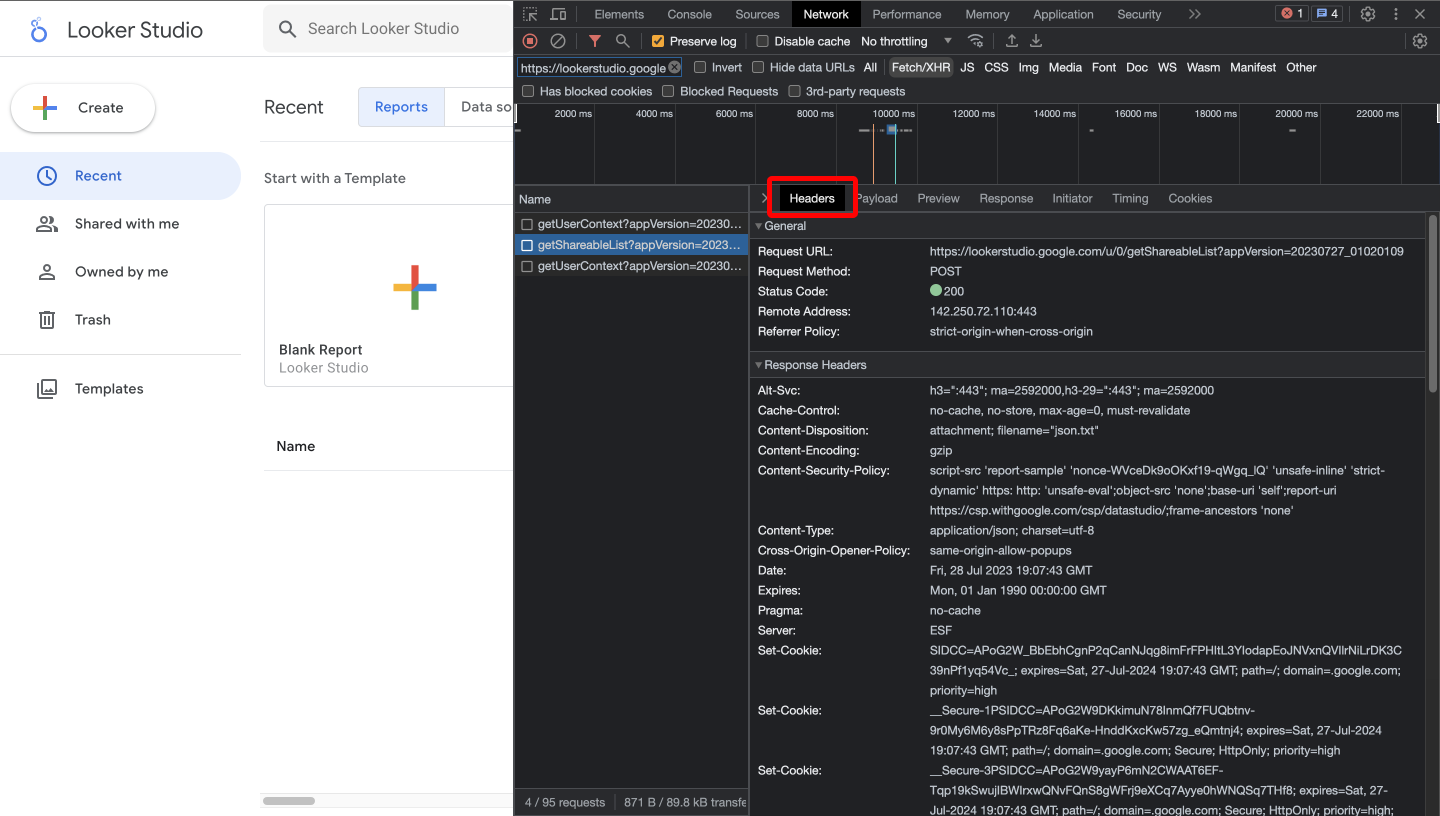 Looker Studio
Search Looker Studio
Create
Recent
Shared with me
Owned by me
Trash
Templates
Recent
Reports
Data so
Start with a Template
Blank Report
Looker Studio
Name
Elements Console Sources Network Performance Memory Application Security 1 4
Preserve log Disable cache No throttling
https://lookerstudio.google Invert Hide data URLs All Fetch/XHR JS CSS Img Media Font Doc WS Wasm Manifest Other
Has blocked cookies Blocked Requests 3rd-party requests
2000 ms 4000 ms 6000 ms 8000 ms 10000 ms 12000 ms 14000 ms 16000 ms 18000 ms 20000 ms 22000 ms
Name
getUserContext?appVersion=20230...
getShareableList?appVersion=2023...
getUserContext?appVersion=20230...
4 / 95 requests 871 B / 89.8 kB transfe
Headers Payload Preview Response Initiator Timing Cookies
General
Request URL: https://lookerstudio.google.com/u/0/getShareableList?appVersion=20230727_01020109
Request Method: POST
Status Code: 200
Remote Address: 142.250.72.110:443
Referrer Policy: strict-origin-when-cross-origin
Response Headers
Alt-Svc: h3=":443"; ma=2592000,h3-29=":443"; ma=2592000
Cache-Control: no-cache, no-store, max-age=0, must-revalidate
Content-Disposition: attachment; filename="json.txt"
Content-Encoding: gzip
Content-Security-Policy: script-src 'report-sample' 'nonce-WVceDk9oOKxf19-qWgq_lQ' 'unsafe-inline' 'strict-
dynamic' https: http: 'unsafe-eval';object-src 'none';base-uri 'self';report-uri
https://csp.withgoogle.com/csp/datastudio/;frame-ancestors 'none'
Content-Type: application/json; charset=utf-8
Cross-Origin-Opener-Policy: same-origin-allow-popups
Date: Fri, 28 Jul 2023 19:07:43 GMT
Expires: Mon, 01 Jan 1990 00:00:00 GMT
Pragma: no-cache
Server: ESF
Set-Cookie: SIDCC=APoG2W_BbEbhCgnP2qCanNJqg8imFrFPHItL3YIodapEoJNVxnQVIlrNiLrDK3C
39nPf1yq54Vc_; expires=Sat, 27-Jul-2024 19:07:43 GMT; path=/; domain=.google.com;
priority=high
Set-Cookie: __Secure-1PSIDCC=APoG2W9DKkimuN78InmQf7FUQbtnv-
9r0My6M6y8sPpTRz8Fq6aKe-HnddKxcKw57zg_eQmtnj4; expires=Sat, 27-Jul-2024
19:07:43 GMT; path=/; domain=.google.com; Secure; HttpOnly; priority=high
Set-Cookie: __Secure-3PSIDCC=APoG2W9yayP6mN2CWAAT6EF-
Tqp19kSwujIBWlrxwQNvFQnS8gWFrj9eXCq7Ayye0hWNQSq7THf8; expires=Sat, 27-
Jul-2024 19:07:43 GMT; path=/; domain=.google.com; Secure; HttpOnly; priority=high;